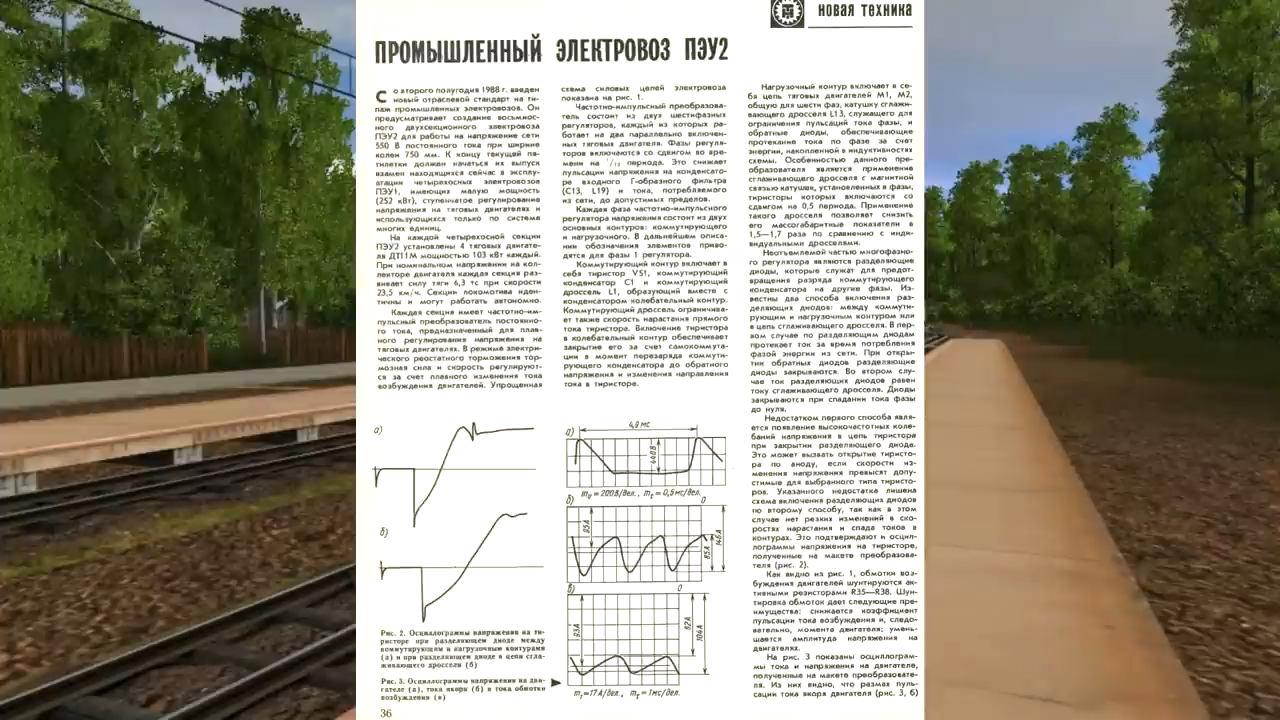 НОВАЯ ТЕХНИКА
ПРОМЫШЛЕННЫЙ ЭЛЕКТРОВОЗ ПЭУ2
Со второго полугодия 1988 г. введен
новый отраслевой стандарт на ти-
паж промышленных электровозов. Он
предусматривает создание восьмиос-
ного двухсекционного электровоза
ПЭУ2 для работы на напряжение сети
550 В постоянного тока при ширине
колеи 750 мм. К концу текущей пя-
тилетки должен начаться их выпуск
взамен находящихся сейчас в эксплу-
атации четырехосных электровозов
ПЭУ1, имеющих малую мощность
(252 кВт), ступенчатое регулирование
напряжения на тяговых двигателях и
использующихся только по системе
многих единиц.
На каждой четырехосной секции
ПЭУ2 установлены 4 тяговых двигате-
ля ДТ11М мощностью 103 кВт каждый.
При номинальном напряжении на кол-
лекторе двигателя каждая секция раз-
вивает силу тяги 6,3 тс при скорости
23,5 км/ч. Секции локомотива иден-
тичны и могут работать автономно.
Каждая секция имеет частотно-им-
пульсный преобразователь постоянно-
го тока, предназначенный для плав-
ного регулирования напряжения на
тяговых двигателях. В режиме электри-
ческого реостатного торможения тор-
мозная сила и скорость регулируют-
ся за счет плавного изменения тока
возбуждения двигателей. Упрощенная
схема силовых цепей электровоза
показана на рис. 1.
Частотно-импульсный преобразова-
тель состоит из двух шестифазных
регуляторов, каждый из которых ра-
ботает на два параллельно включен-
ных тяговых двигателя. Фазы регуля-
торов включаются со сдвигом во вре-
мени на 1/12 периода. Это снижает
пульсации напряжения на конденсато-
ре входного Г-образного фильтра
(С13, L19) и тока, потребляемого
из сети, до допустимых пределов.
Каждая фаза частотно-импульсного
регулятора напряжения состоит из двух
основных контуров: коммутирующего
и нагрузочного. В дальнейшем описа-
нии обозначения элементов приво-
дятся для фазы 1 регулятора.
Коммутирующий контур включает в
себя тиристор VS1, коммутирующий
конденсатор С1 и коммутирующий
дроссель L1, образующий вместе с
конденсатором колебательный контур.
Коммутирующий дроссель ограничива-
ет также скорость нарастания прямого
тока тиристора. Включение тиристора
в колебательный контур обеспечивает
закрытие его за счет самокоммута-
ции в момент перезаряда коммути-
рующего конденсатора до обратного
напряжения и изменения направления
тока в тиристоре.
Нагрузочный контур включает в се-
бя цепь тяговых двигателей М1, М2,
общую для шести фаз, катушку сглажи-
вающего дросселя L13, служащего для
ограничения пульсаций тока фазы, и
обратные диоды, обеспечивающие
протекание тока по фазе за счет
энергии, накопленной в индуктивностях
схемы. Особенностью данного пре-
образователя является применение
сглаживающего дросселя с магнитной
связью катушек, установленных в фазы,
тиристоры которых включаются со
сдвигом на 0,5 периода. Применение
такого дросселя позволяет снизить
его массогабаритные показатели в
1,5—1,7 раза по сравнению с инди-
видуальными дросселями.
Неотъемлемой частью многофазно-
го регулятора являются разделяющие
диоды, которые служат для предот-
вращения разряда коммутирующего
конденсатора на другие фазы. Из-
вестны два способа включения раз-
деляющих диодов: между коммути-
рующим и нагрузочным контуром или
в цепь сглаживающего дросселя. В пер-
вом случае по разделяющим диодам
протекает ток за время потребления
фазой энергии из сети. При откры-
тии обратных диодов разделяющие
диоды закрываются. Во втором слу-
чае ток разделяющих диодов равен
току сглаживающего дросселя. Диоды
закрываются при спадании тока фазы
до нуля.
Недостатком первого способа явля-
ется появление высокочастотных коле-
баний напряжения в цепь тиристора
при закрытии разделяющего диода.
Это может вызвать открытие тиристо-
ра по аноду, если скорости из-
менения напряжения превысят допу-
стимые для выбранного типа тиристо-
ров. Указанного недостатка лишена
схема включения разделяющих диодов
по второму способу, так как в этом
случае нет резких изменений в ско-
ростях нарастания и спада токов в
контурах. Это подтверждают и осцил-
лограммы напряжения на тиристоре,
полученные на макете преобразова-
теля (рис. 2).
Как видно из рис. 1, обмотки воз-
буждения двигателей шунтируются ак-
тивными резисторами R35—R38. Шун-
тировка обмоток дает следующие пре-
имущества: снижается коэффициент
пульсации тока возбуждения и, следо-
вательно, момента двигателя; умень-
шается амплитуда напряжения на
двигателях.
На рис. 3 показаны осциллограм-
мы тока и напряжения на двигателе,
полученные на макете преобразовате-
ля. Из них видно, что размах пуль-
сации тока якоря двигателя (рис. 3, б)
а)
б)
а)
4,9 мс
440В
mu = 200В/дел., mt = 0,5мс/дел.
б)
0
95А
85А
146А
в)
0
93А
82А
104А
mi = 17А/дел., mt = 1мс/дел.
Рис. 2. Осциллограммы напряжения на ти-
ристоре при разделяющем диоде между
коммутирующим и нагрузочным контурами
(а) и при разделяющем диоде в цепи сгла-
живающего дросселя (б)
Рис. 3. Осциллограммы напряжения на дви-
гателе (а), тока якоря (б) и тока обмотки
возбуждения (в)
36